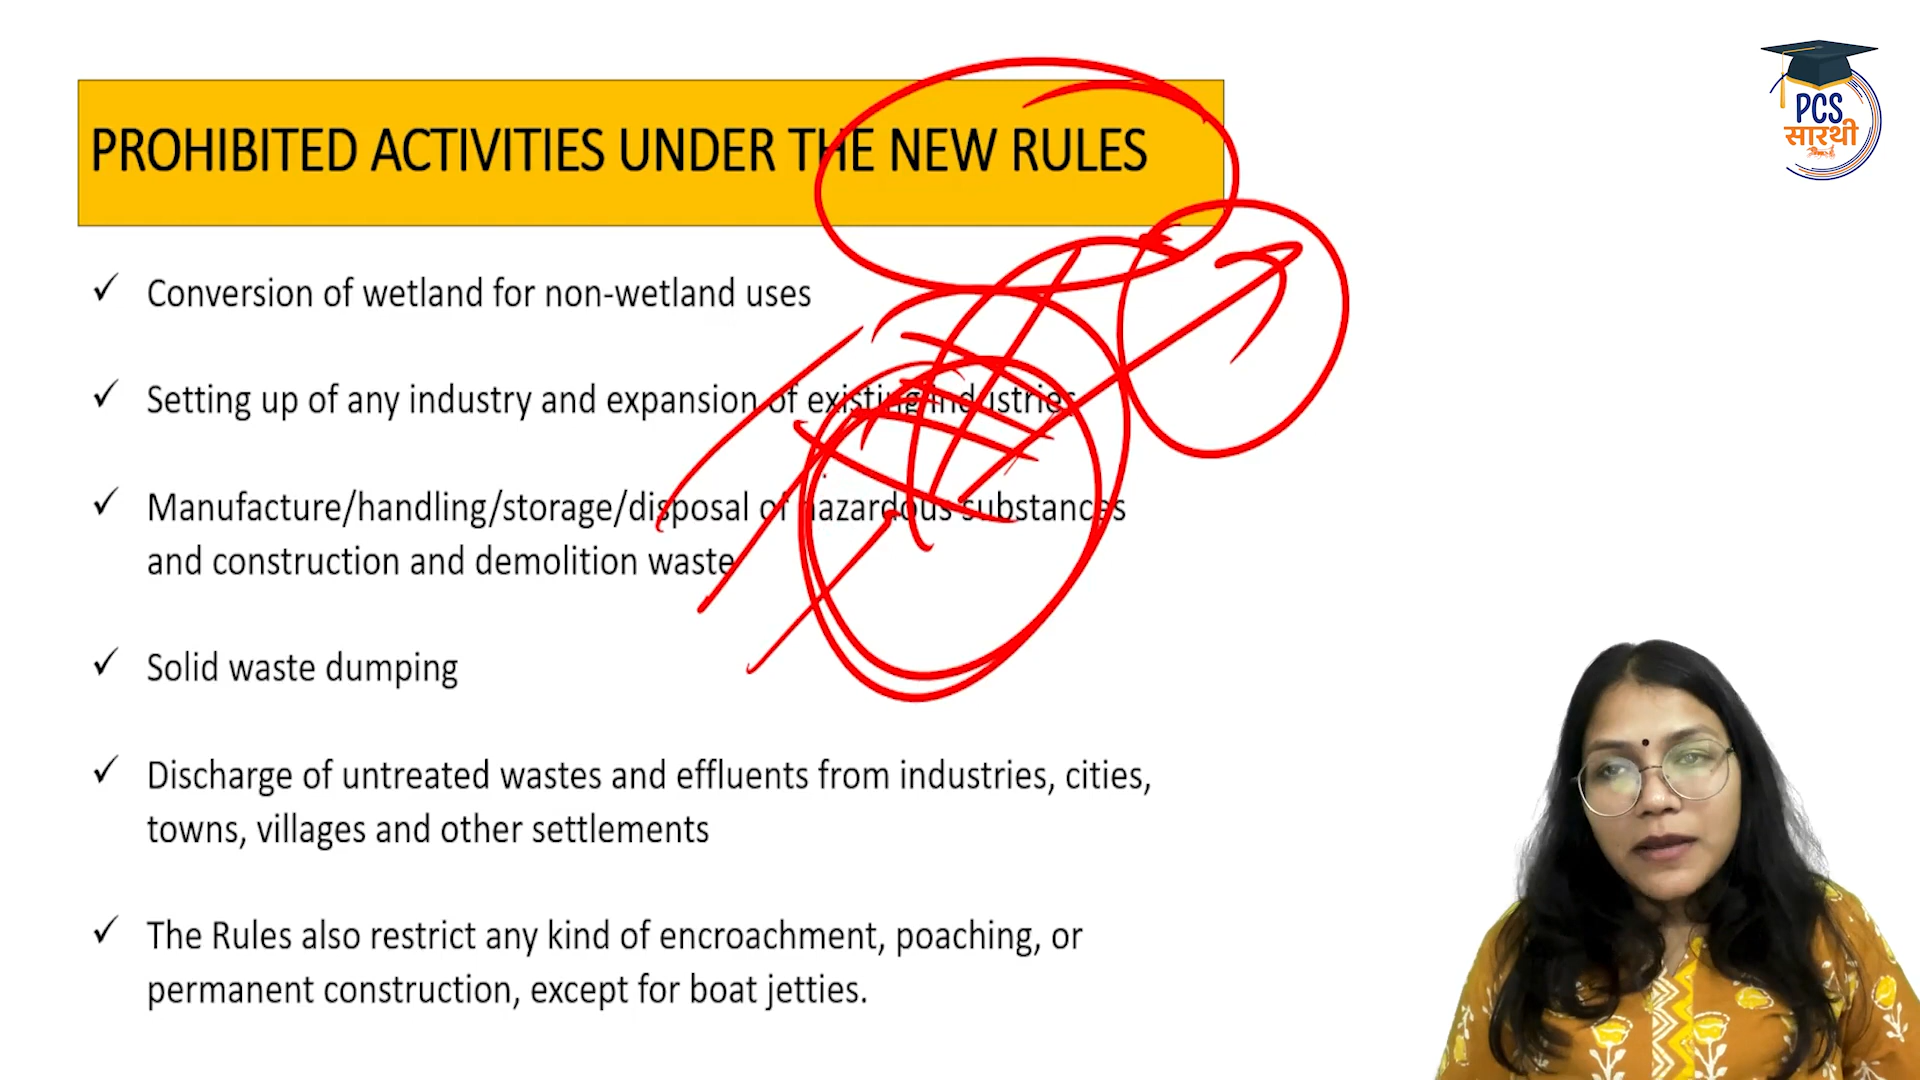 PCS
सारथी
PROHIBITED ACTIVITIES UNDER THE NEW RULES
✓ Conversion of wetland for non-wetland uses
✓ Setting up of any industry and expansion of existing industries
✓ Manufacture/handling/storage/disposal of hazardous substances
and construction and demolition waste
✓ Solid waste dumping
✓ Discharge of untreated wastes and effluents from industries, cities,
towns, villages and other settlements
✓ The Rules also restrict any kind of encroachment, poaching, or
permanent construction, except for boat jetties.